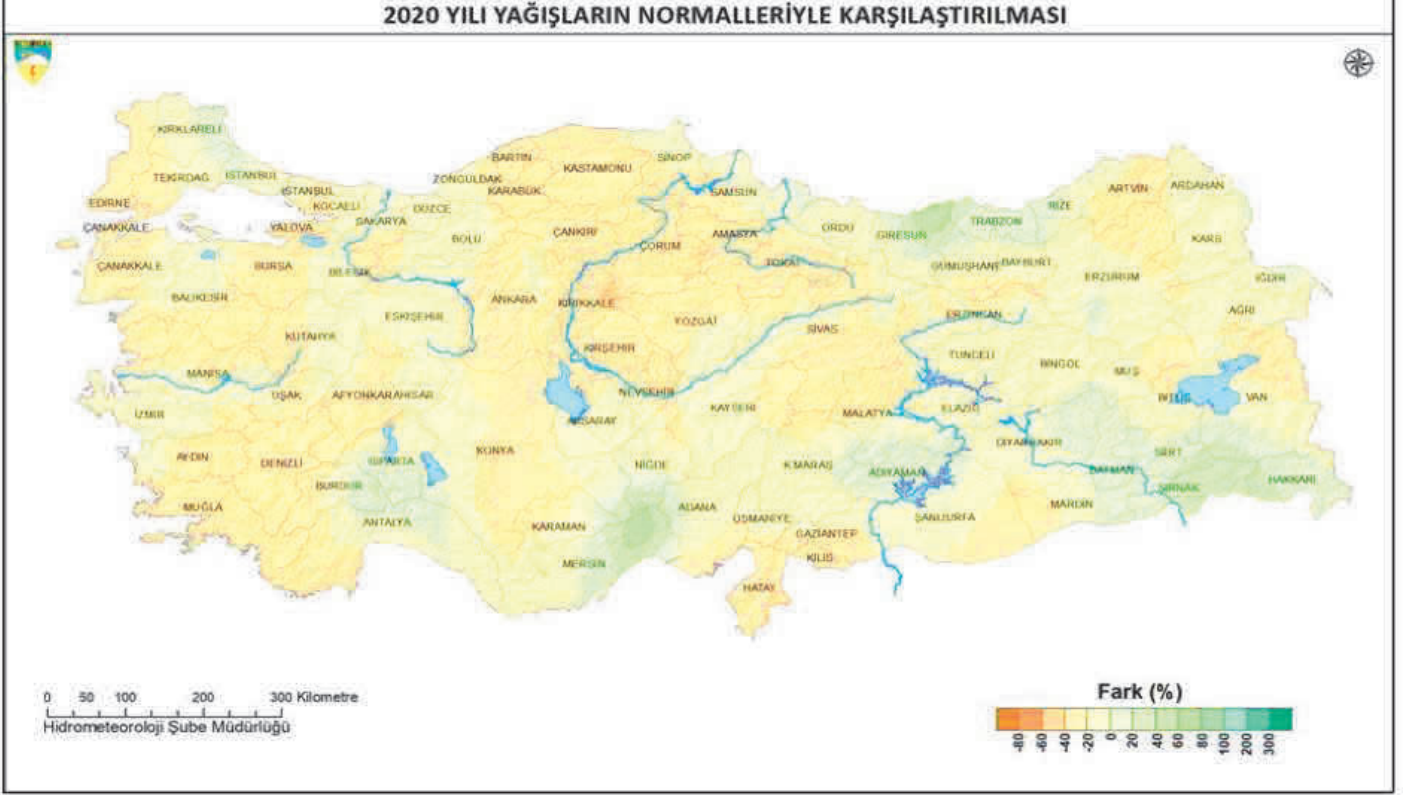 2020 YILI YAĞIŞLARIN NORMALLERİYLE KARŞILAŞTIRILMASI
KIRKLARELİ
TEKİRDAĞ İSTANBUL
İSTANBUL
EDİRNE
KOCAELİ
ÇANAKKALE
YALOVA
SAKARYA
DÜZCE
ZONGULDAK
BARTIN
KARABÜK
KASTAMONU
SİNOP
SAMSUN
BOLU
ÇANKIRI
ÇORUM
AMASYA
TOKAT
ORDU
GİRESUN
TRABZON
RİZE
ARTVİN
ARDAHAN
KARS
GÜMÜŞHANE
BAYBURT
ERZURUM
IĞDIR
AĞRI
ÇANAKKALE
BURSA
BİLECİK
BALIKESİR
KÜTAHYA
ESKİŞEHİR
ANKARA
KIRIKKALE
YOZGAT
SİVAS
ERZİNCAN
TUNCELİ
BİNGÖL
MUŞ
BİTLİS
VAN
MANİSA
UŞAK
AFYONKARAHİSAR
KIRŞEHİR
NEVŞEHİR
KAYSERİ
MALATYA
ELAZIĞ
İZMİR
AKSARAY
DİYARBAKIR
AYDIN
DENİZLİ
ISPARTA
KONYA
NİĞDE
K.MARAŞ
ADIYAMAN
BATMAN
SİİRT
ŞIRNAK
HAKKARİ
BURDUR
MUĞLA
ANTALYA
KARAMAN
ADANA
OSMANİYE
GAZİANTEP
ŞANLIURFA
MARDİN
MERSİN
KİLİS
HATAY
0 50 100 200 300 Kilometre
Hidrometeoroloji Şube Müdürlüğü
Fark (%)
-80 -60 -40 -20 0 20 40 60 80 100 200 300